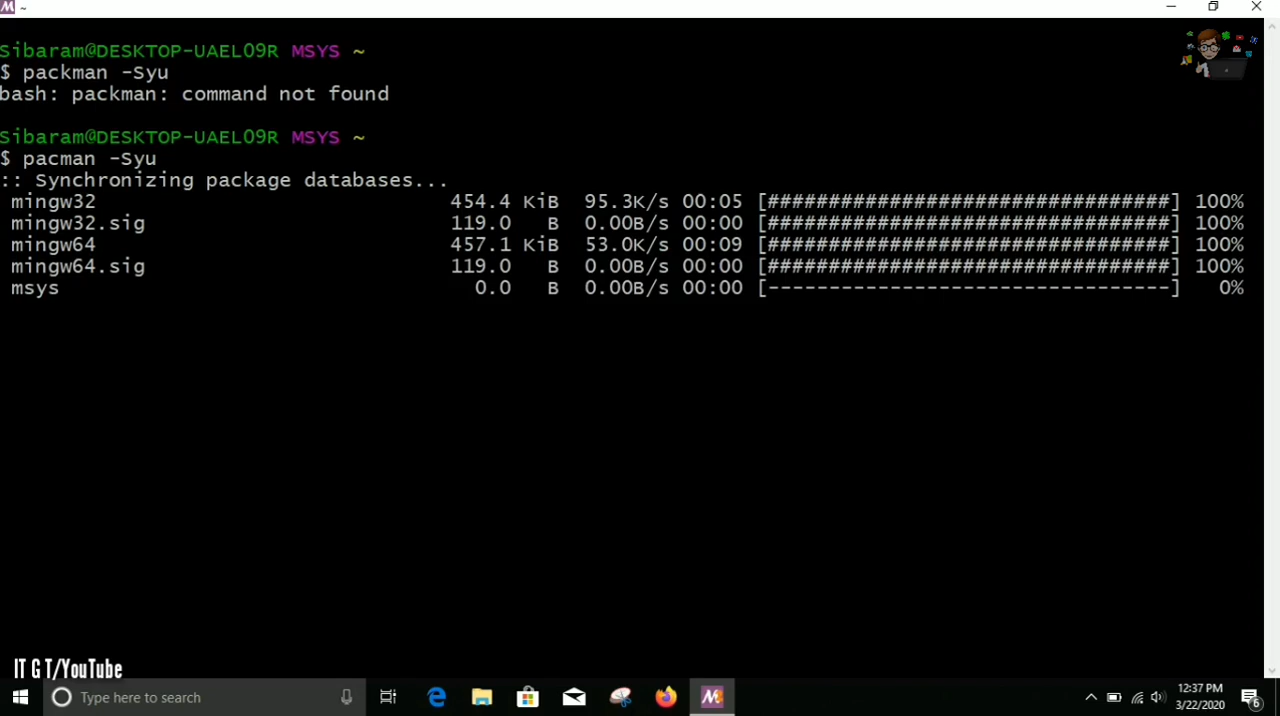 ~
Sibaram@DESKTOP-UAEL09R MSYS ~
$ packman -Syu
bash: packman: command not found
Sibaram@DESKTOP-UAEL09R MSYS ~
$ pacman -Syu
:: Synchronizing package databases...
mingw32 454.4 KiB 95.3K/s 00:05 [#################################] 100%
mingw32.sig 119.0 B 0.00B/s 00:00 [#################################] 100%
mingw64 457.1 KiB 53.0K/s 00:09 [#################################] 100%
mingw64.sig 119.0 B 0.00B/s 00:00 [#################################] 100%
msys 0.0 B 0.00B/s 00:00 [---------------------------------] 0%
IT G T/YouTube
Type here to search
12:37 PM
3/22/2020
6